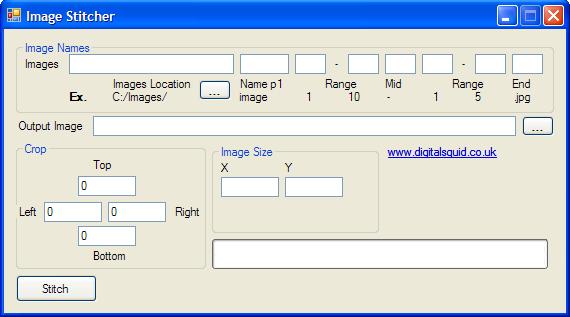 Image Stitcher
Image Names
Images - -
Images Location Name p1 Range Mid Range End
Ex. C:/Images/ ... image 1 10 - 1 5 .jpg
Output Image ...
Crop
Top
0
Left 0 0 Right
0
Bottom
Image Size
X Y
www.digitalsquid.co.uk
Stitch